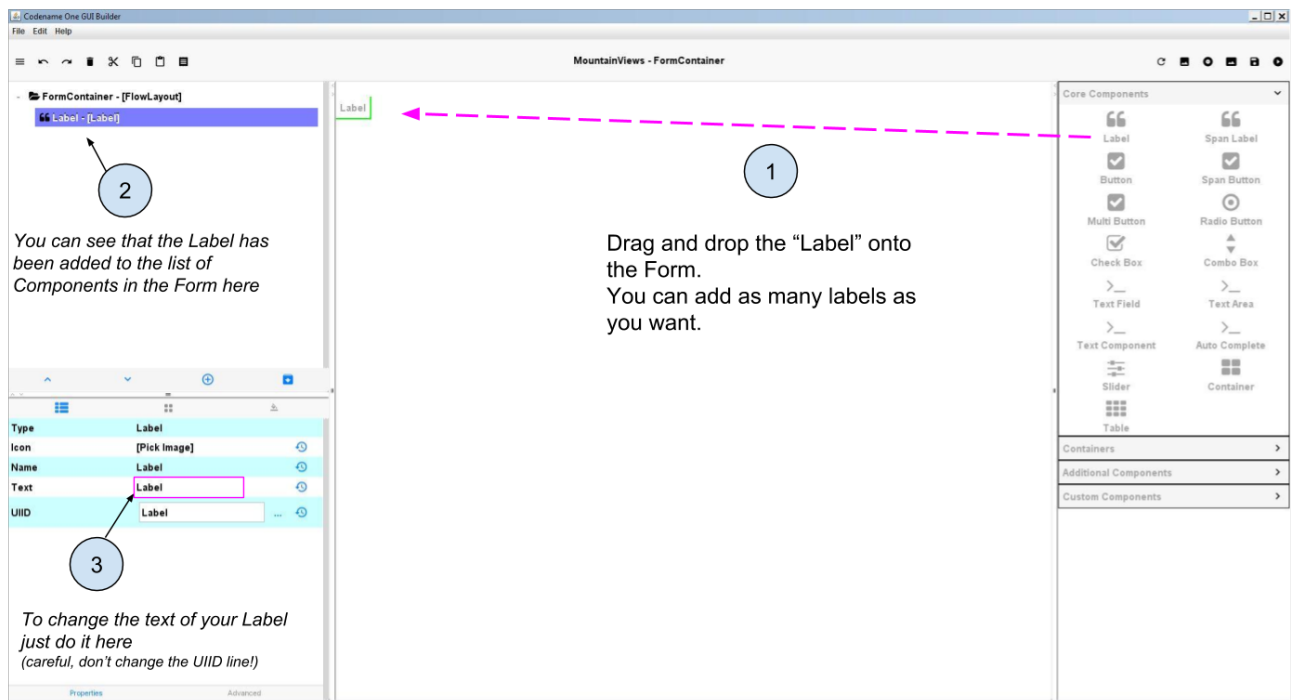 Codename One GUI Builder
File Edit Help
MountainViews - FormContainer
FormContainer - [FlowLayout]
Label - [Label]
2
You can see that the Label has
been added to the list of
Components in the Form here
Type Label
Icon [Pick Image]
Name Label
Text Label
UIID Label ...
3
To change the text of your Label
just do it here
(careful, don't change the UIID line!)
Properties Advanced
Label
1
Drag and drop the “Label” onto
the Form.
You can add as many labels as
you want.
Core Components
Label Span Label
Button Span Button
Multi Button Radio Button
Check Box Combo Box
Text Field Text Area
Text Component Auto Complete
Slider Container
Table
Containers
Additional Components
Custom Components